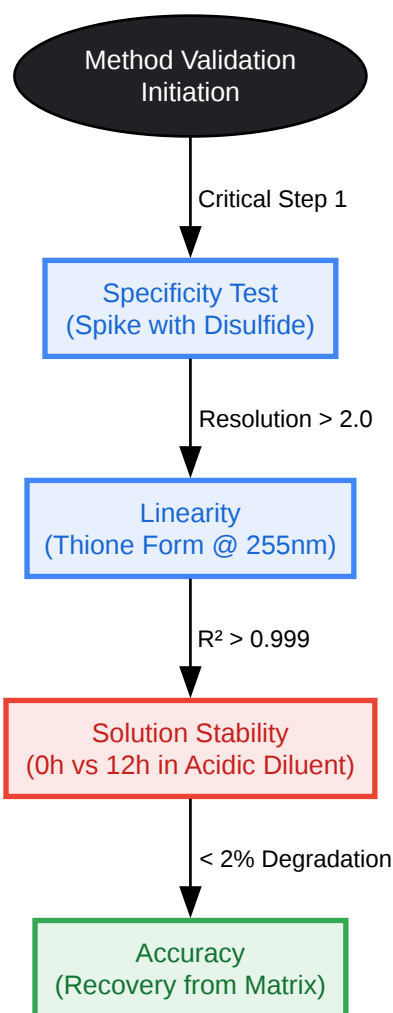 Method Validation
Initiation
Critical Step 1
Specificity Test
(Spike with Disulfide)
Resolution > 2.0
Linearity
(Thione Form @ 255nm)
R² > 0.999
Solution Stability
(0h vs 12h in Acidic Diluent)
< 2% Degradation
Accuracy
(Recovery from Matrix)